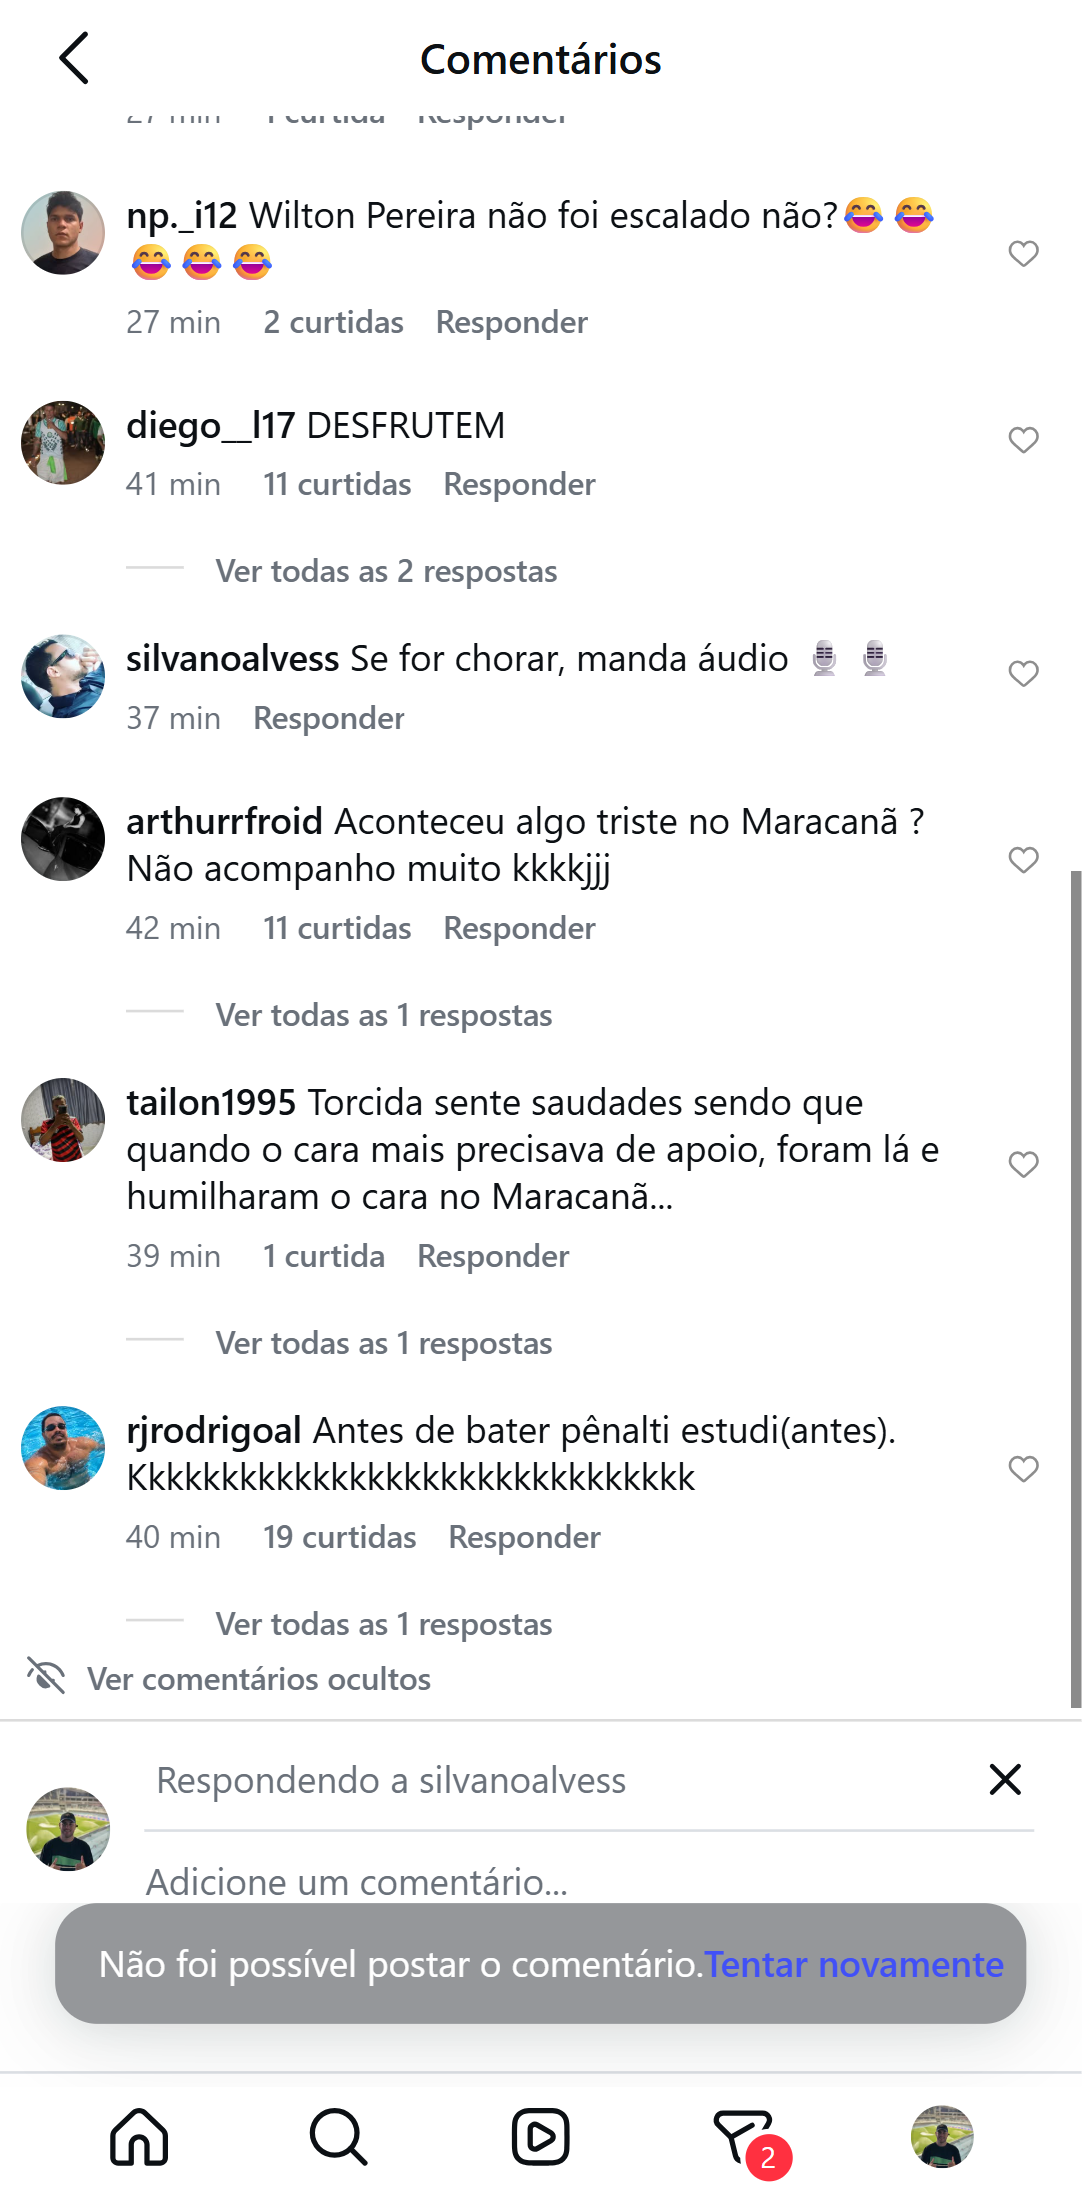 Comentários
27 min 1 curtida Responder
np._i12 Wilton Pereira não foi escalado não?😂😂
😂😂😂
27 min 2 curtidas Responder
diego__l17 DESFRUTEM
41 min 11 curtidas Responder
Ver todas as 2 respostas
silvanoalvess Se for chorar, manda áudio 🎙️🎙️
37 min Responder
arthurrfroid Aconteceu algo triste no Maracanã ?
Não acompanho muito kkkkjjj
42 min 11 curtidas Responder
Ver todas as 1 respostas
tailon1995 Torcida sente saudades sendo que
quando o cara mais precisava de apoio, foram lá e
humilharam o cara no Maracanã...
39 min 1 curtida Responder
Ver todas as 1 respostas
rjrodrigoal Antes de bater pênalti estudi(antes).
Kkkkkkkkkkkkkkkkkkkkkkkkkkkkkkk
40 min 19 curtidas Responder
Ver todas as 1 respostas
Ver comentários ocultos
Respondendo a silvanoalvess
Adicione um comentário...
Não foi possível postar o comentário.Tentar novamente
2